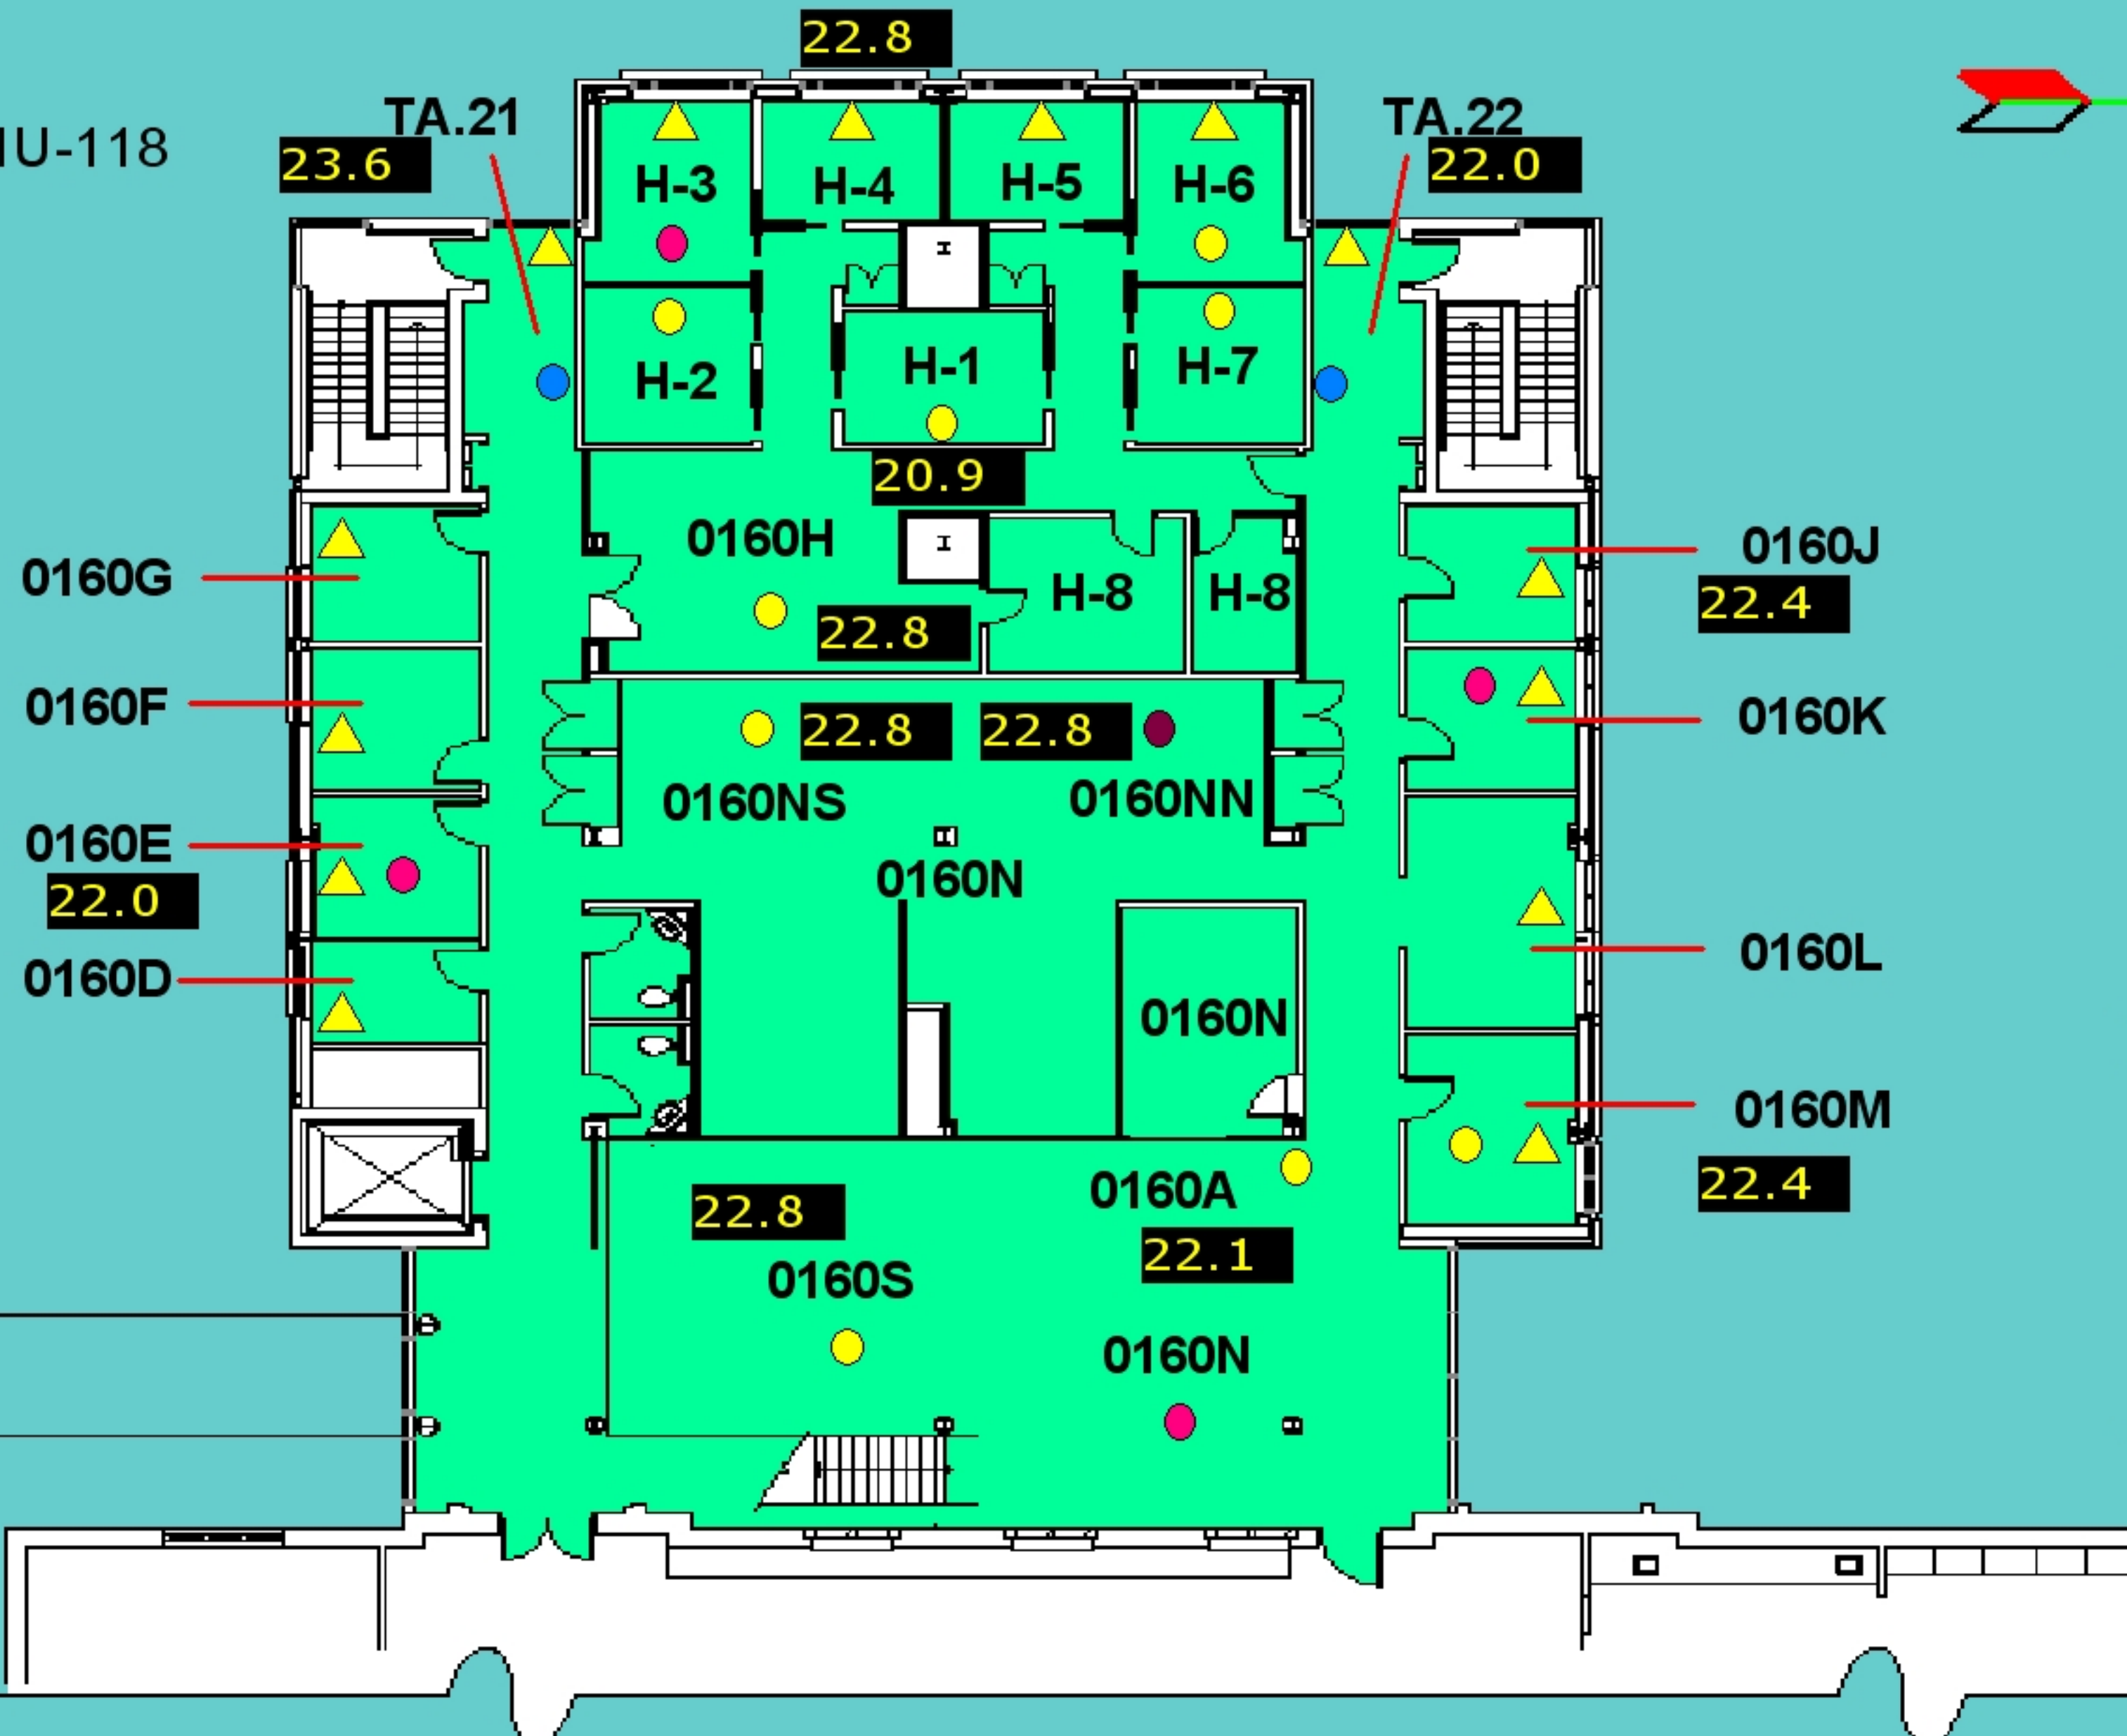 22.8
TA.21
TA.22
IU-118
23.6
22.0
H-3
H-4
H-5
H-6
I
H-2
H-1
H-7
20.9
0160H
I
0160J
0160G
H-8
H-8
22.4
22.8
0160F
22.8
22.8
0160K
0160NS
0160NN
0160E
0160N
22.0
0160L
0160D
0160N
0160M
0160A
22.4
22.8
22.1
0160S
0160N